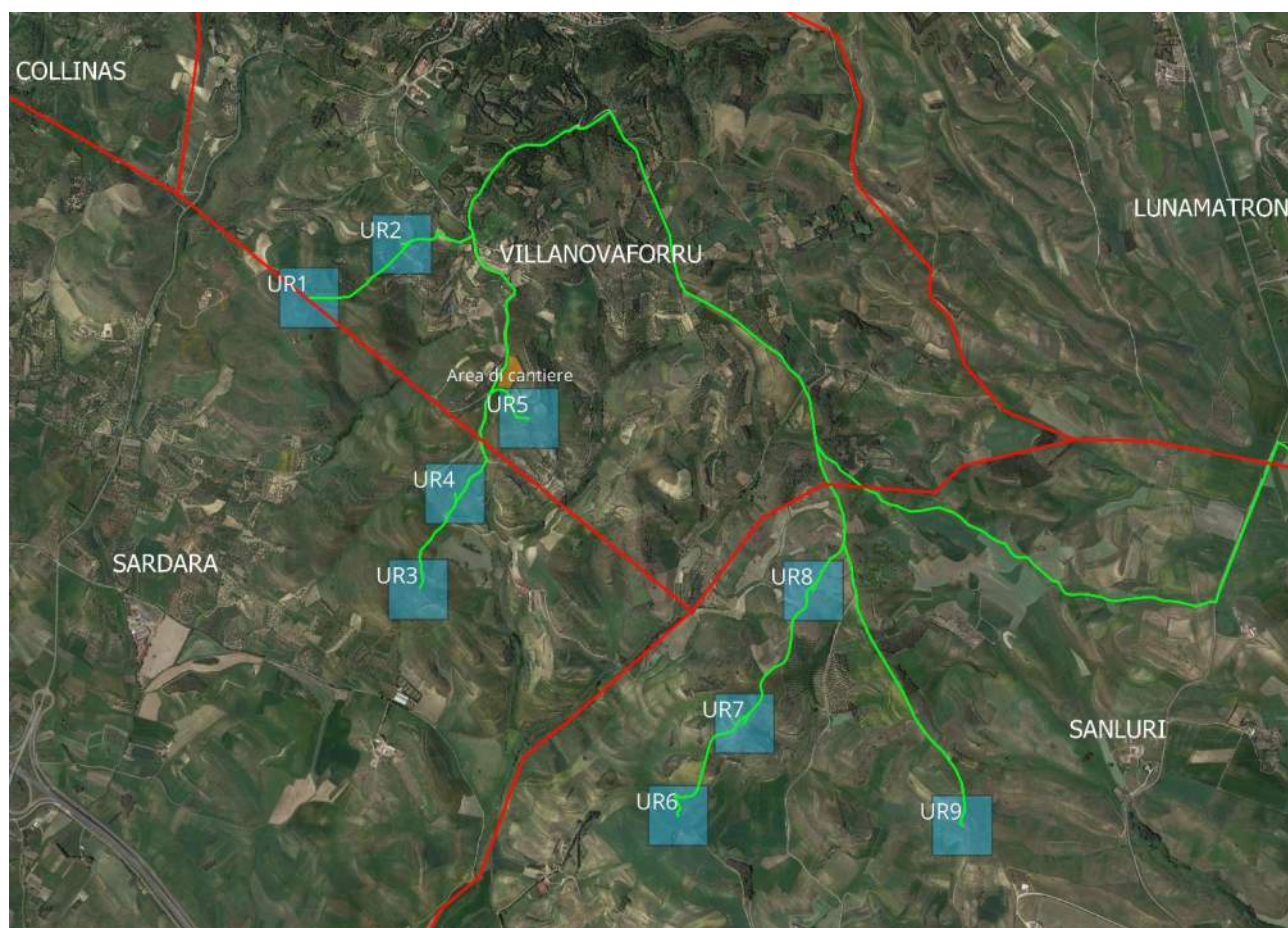 COLLINAS
LUNAMATRON
UR2
VILLANOVAFORRU
UR1
Area di cantiere
UR5
UR4
SARDARA
UR3
UR8
UR7
SANLURI
UR6
UR9